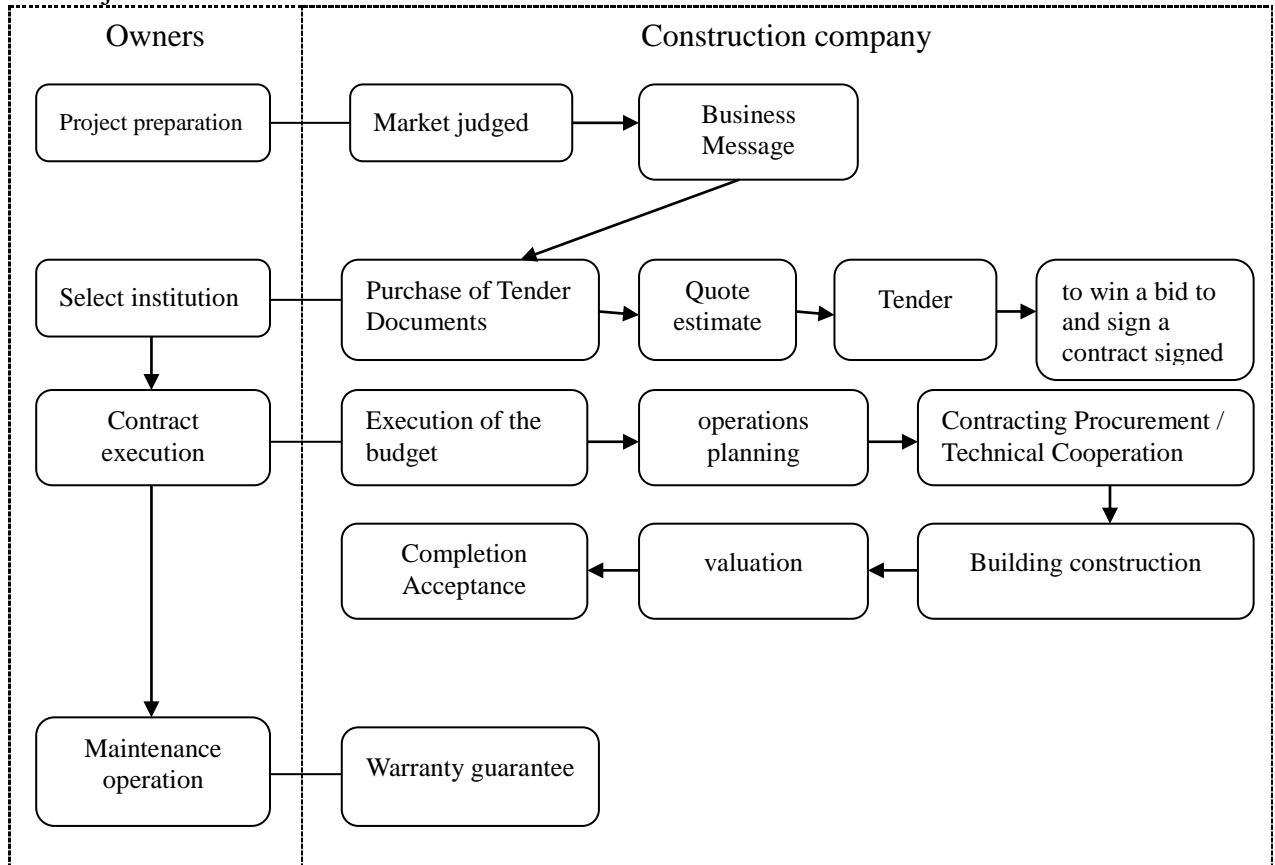 Owners
Construction company
Project preparation
Market judged
Business
Message
Select institution
Purchase of Tender
Documents
Quote
estimate
Tender
to win a bid to
and sign a
contract signed
Contract
execution
Execution of the
budget
operations
planning
Contracting Procurement /
Technical Cooperation
Completion
Acceptance
valuation
Building construction
Maintenance
operation
Warranty guarantee